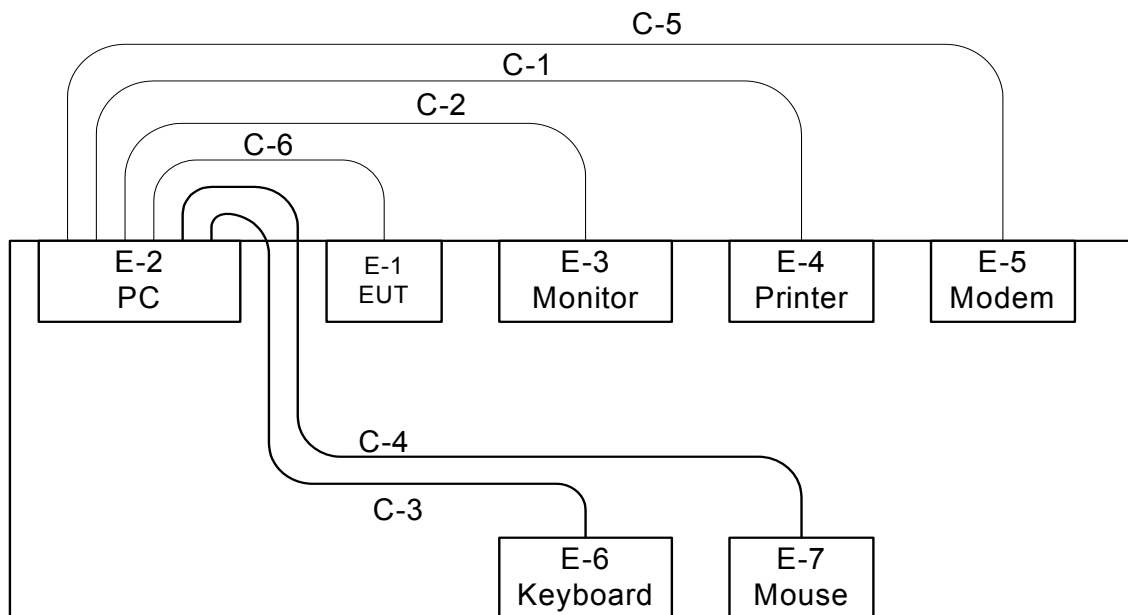 C-5
C-1
C-2
C-6
E-2
PC
E-1
EUT
E-3
Monitor
E-4
Printer
E-5
Modem
C-4
C-3
E-6
Keyboard
E-7
Mouse